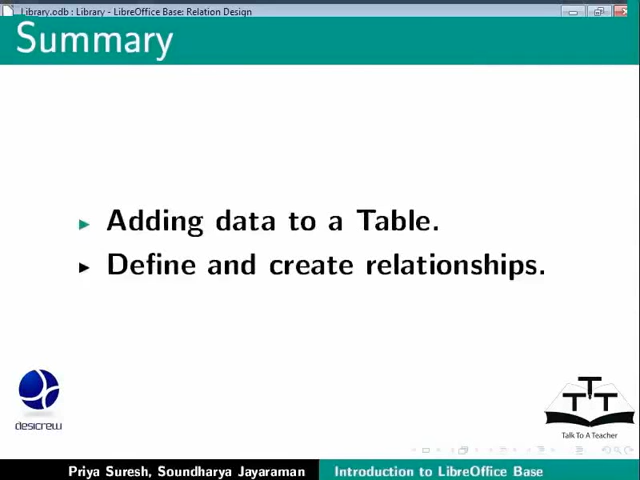 Library.odb : Library - LibreOffice Base: Relation Design
Summary
Adding data to a Table.
Define and create relationships.
desicrew
T T T
Talk To A Teacher
Priya Suresh, Soundharya Jayaraman
Introduction to LibreOffice Base